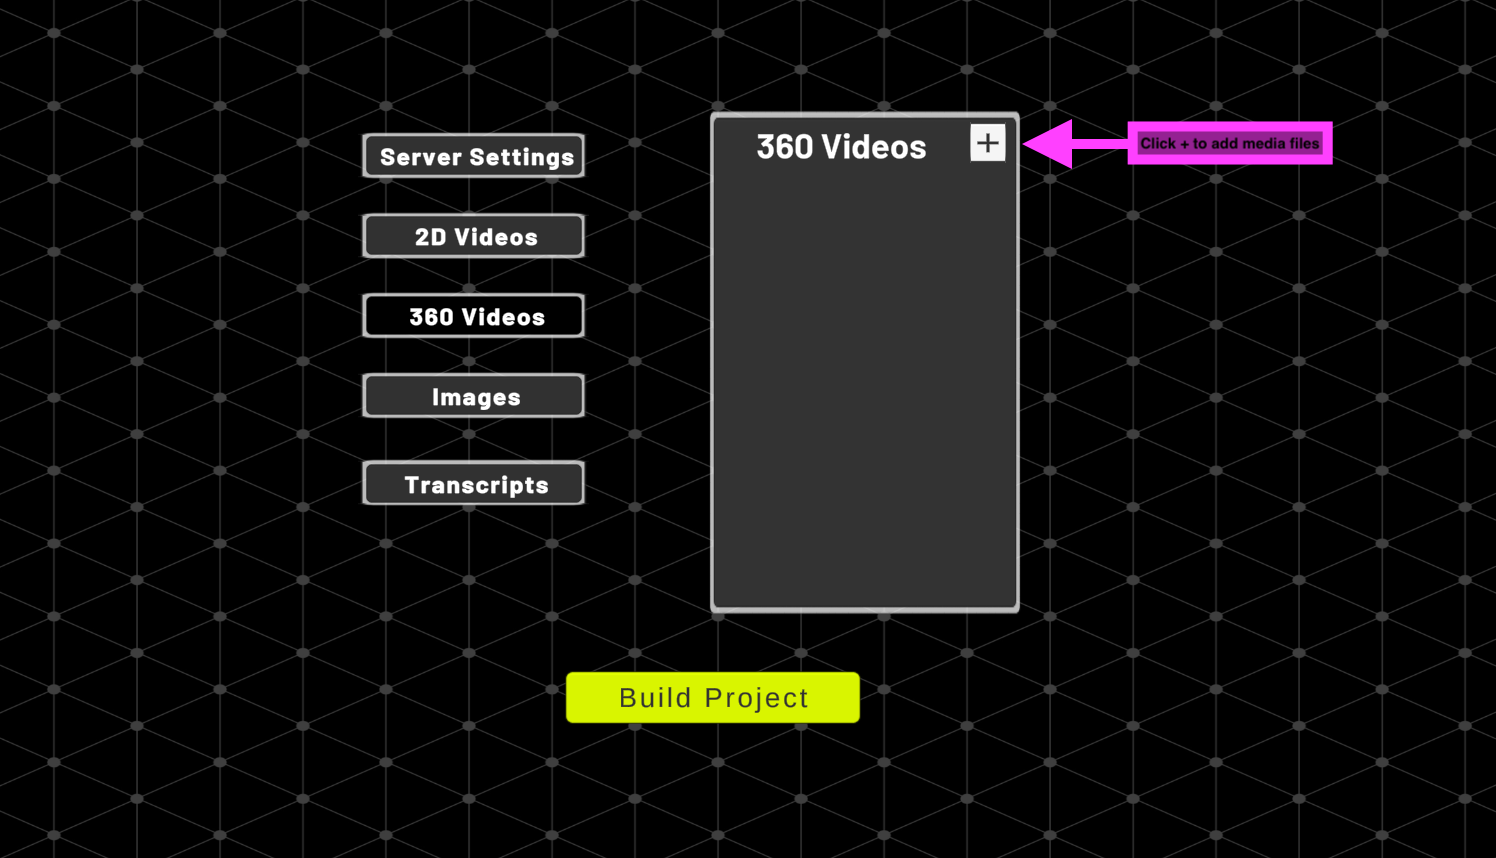 Server Settings
2D Videos
360 Videos
Images
Transcripts
360 Videos +
Click + to add media files
Build Project